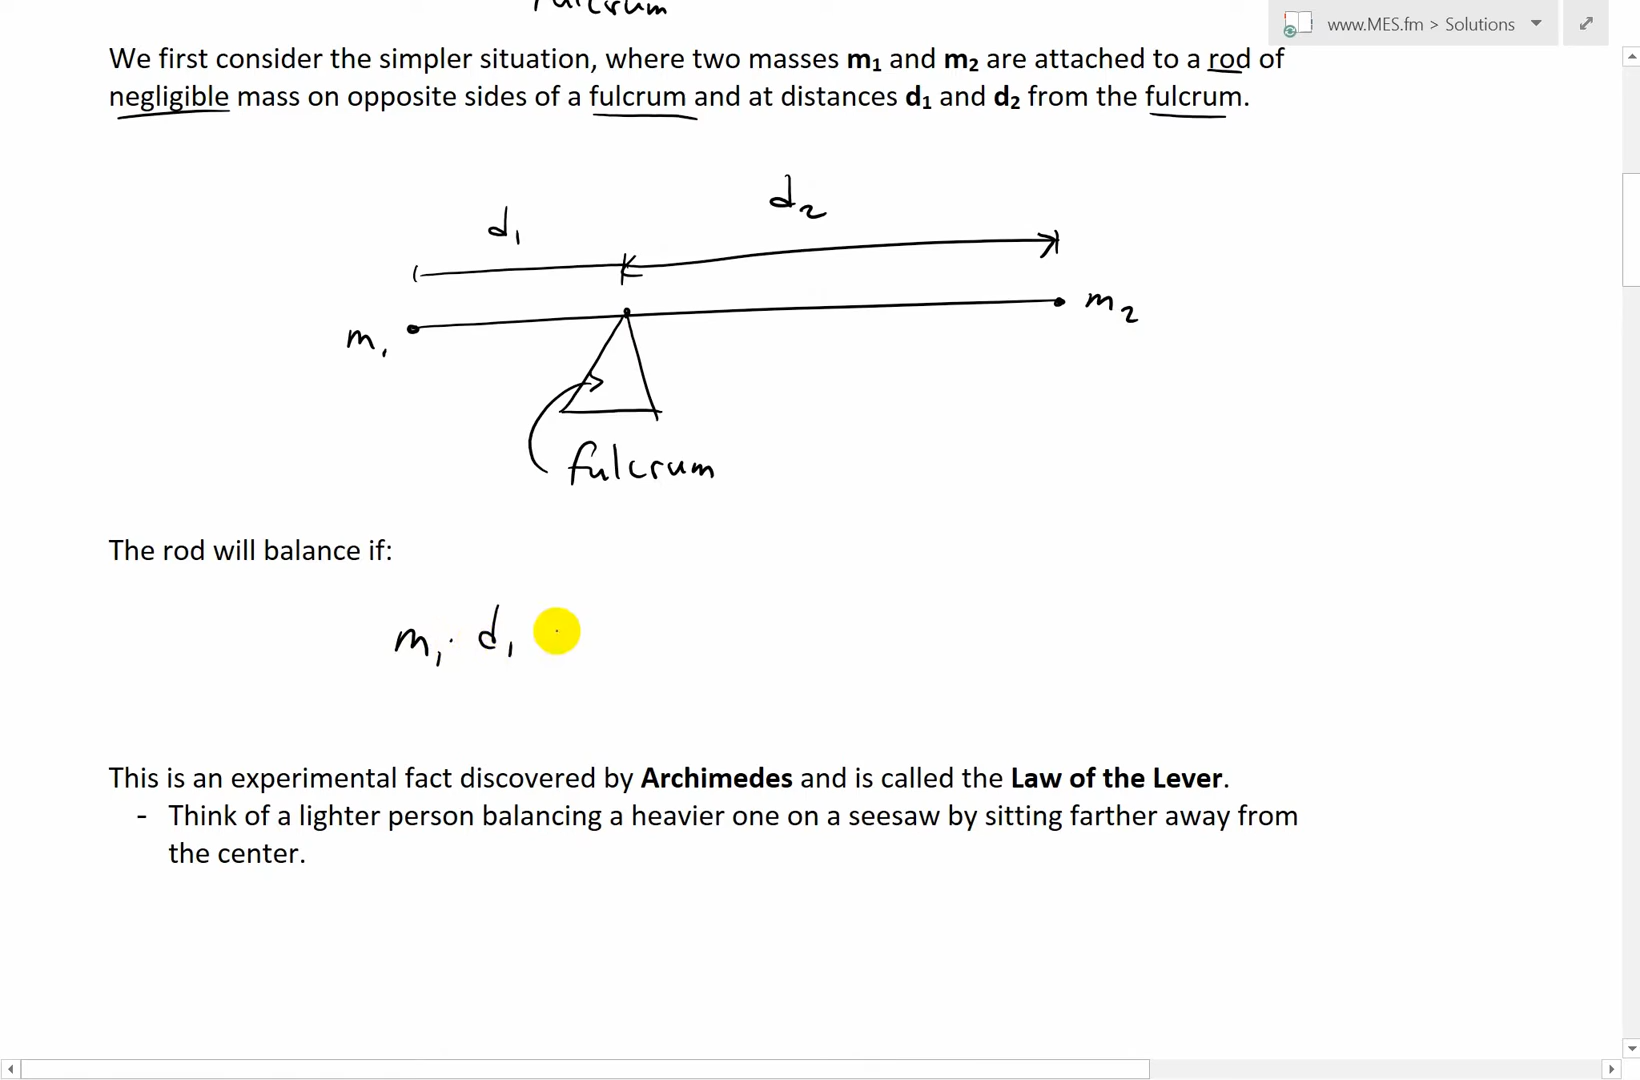 fulcrum
www.MES.fm > Solutions
We first consider the simpler situation, where two masses m₁ and m₂ are attached to a rod of
negligible mass on opposite sides of a fulcrum and at distances d₁ and d₂ from the fulcrum.
d₂
d₁
m₂
m₁
fulcrum
The rod will balance if:
m₁ · d₁
This is an experimental fact discovered by Archimedes and is called the Law of the Lever.
- Think of a lighter person balancing a heavier one on a seesaw by sitting farther away from
the center.